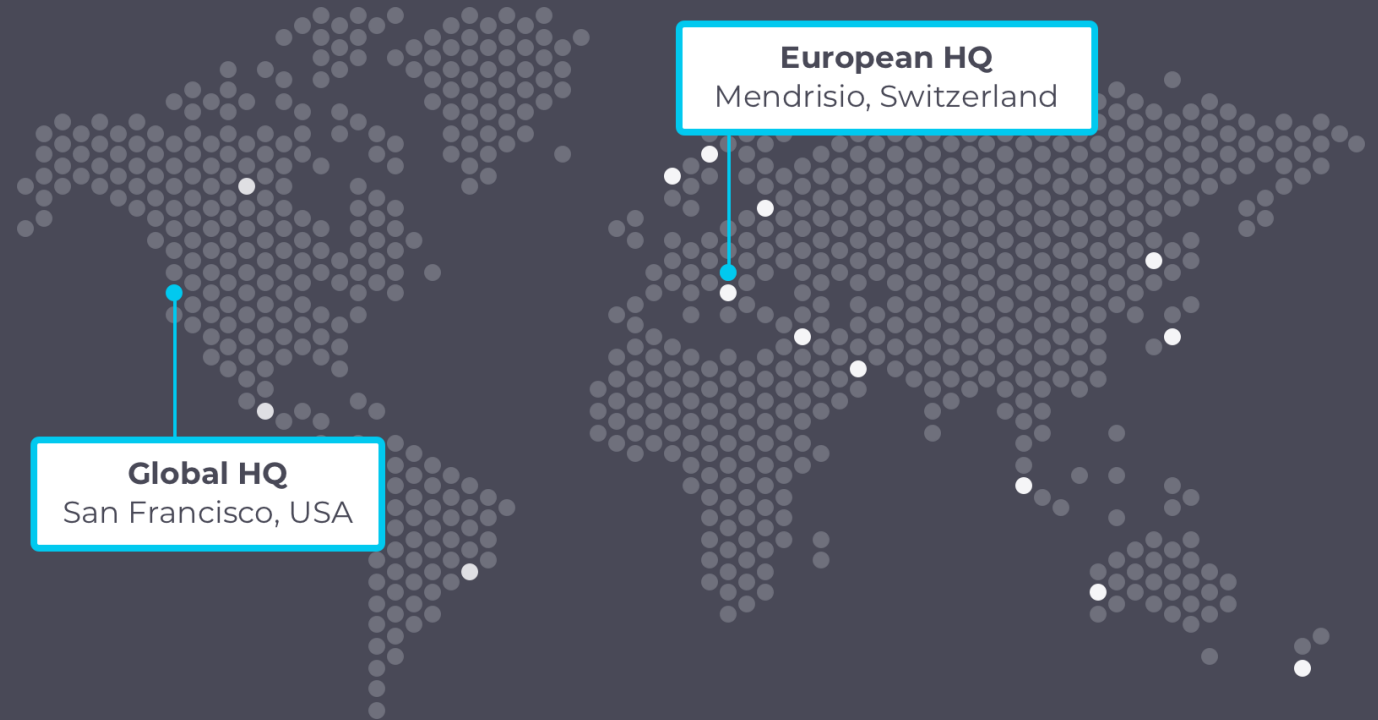 European HQ
Mendrisio, Switzerland
Global HQ
San Francisco, USA